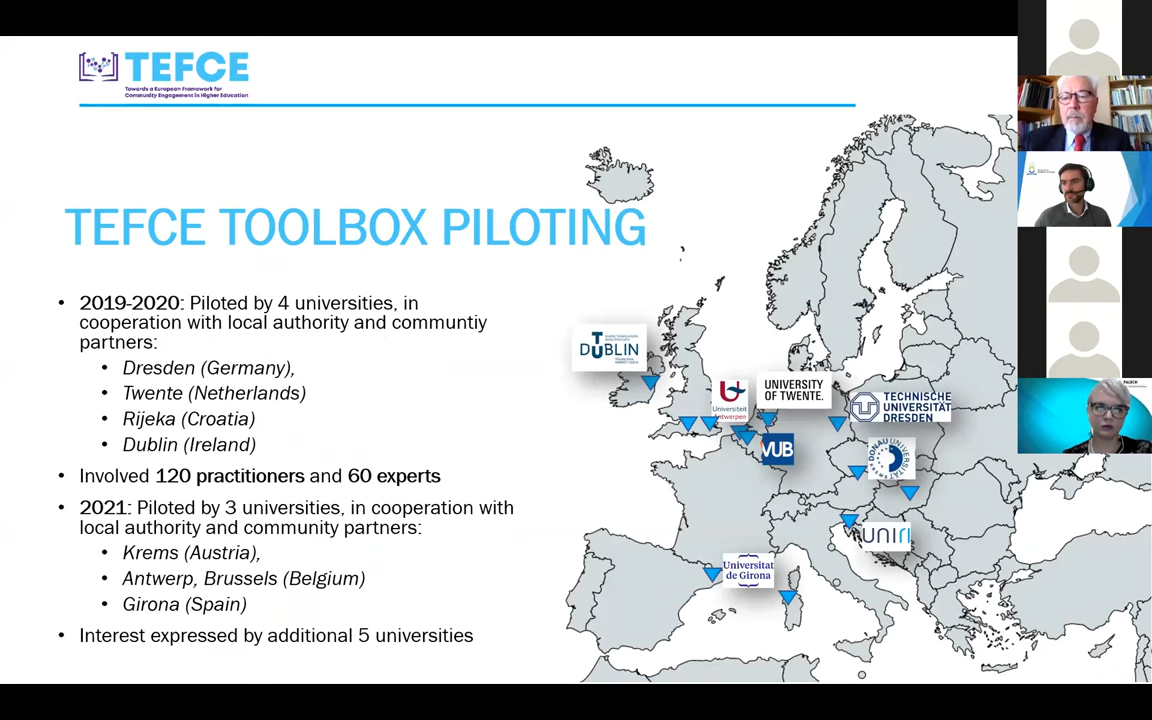 TEFCE
Towards a European Framework for
Community Engagement in Higher Education
TEFCE TOOLBOX PILOTING
• 2019-2020: Piloted by 4 universities, in
cooperation with local authority and communtiy
partners:
• Dresden (Germany),
• Twente (Netherlands)
• Rijeka (Croatia)
• Dublin (Ireland)
• Involved 120 practitioners and 60 experts
• 2021: Piloted by 3 universities, in cooperation with
local authority and community partners:
• Krems (Austria),
• Antwerp, Brussels (Belgium)
• Girona (Spain)
• Interest expressed by additional 5 universities
TU
DUBLIN
Universiteit
Antwerpen
UNIVERSITY
OF TWENTE.
TECHNISCHE
UNIVERSITÄT
DRESDEN
VUB
DONAU UNIVERSITÄT
UNIRI
Universitat
de Girona